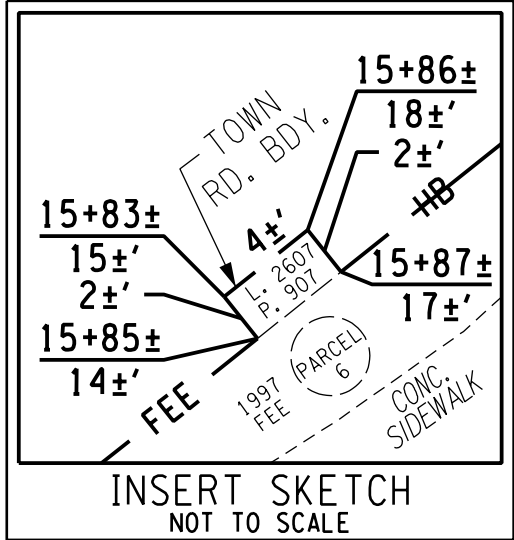 15+86±
18±'
2±'
TOWN
RD. BDY.
HB
15+83±
15±'
2±'
15+85±
14±'
4±'
L: 2607
P. 907
15+87±
17±'
FEE
1997
FEE
PARCEL
6
CONC.
SIDEWALK
INSERT SKETCH
NOT TO SCALE